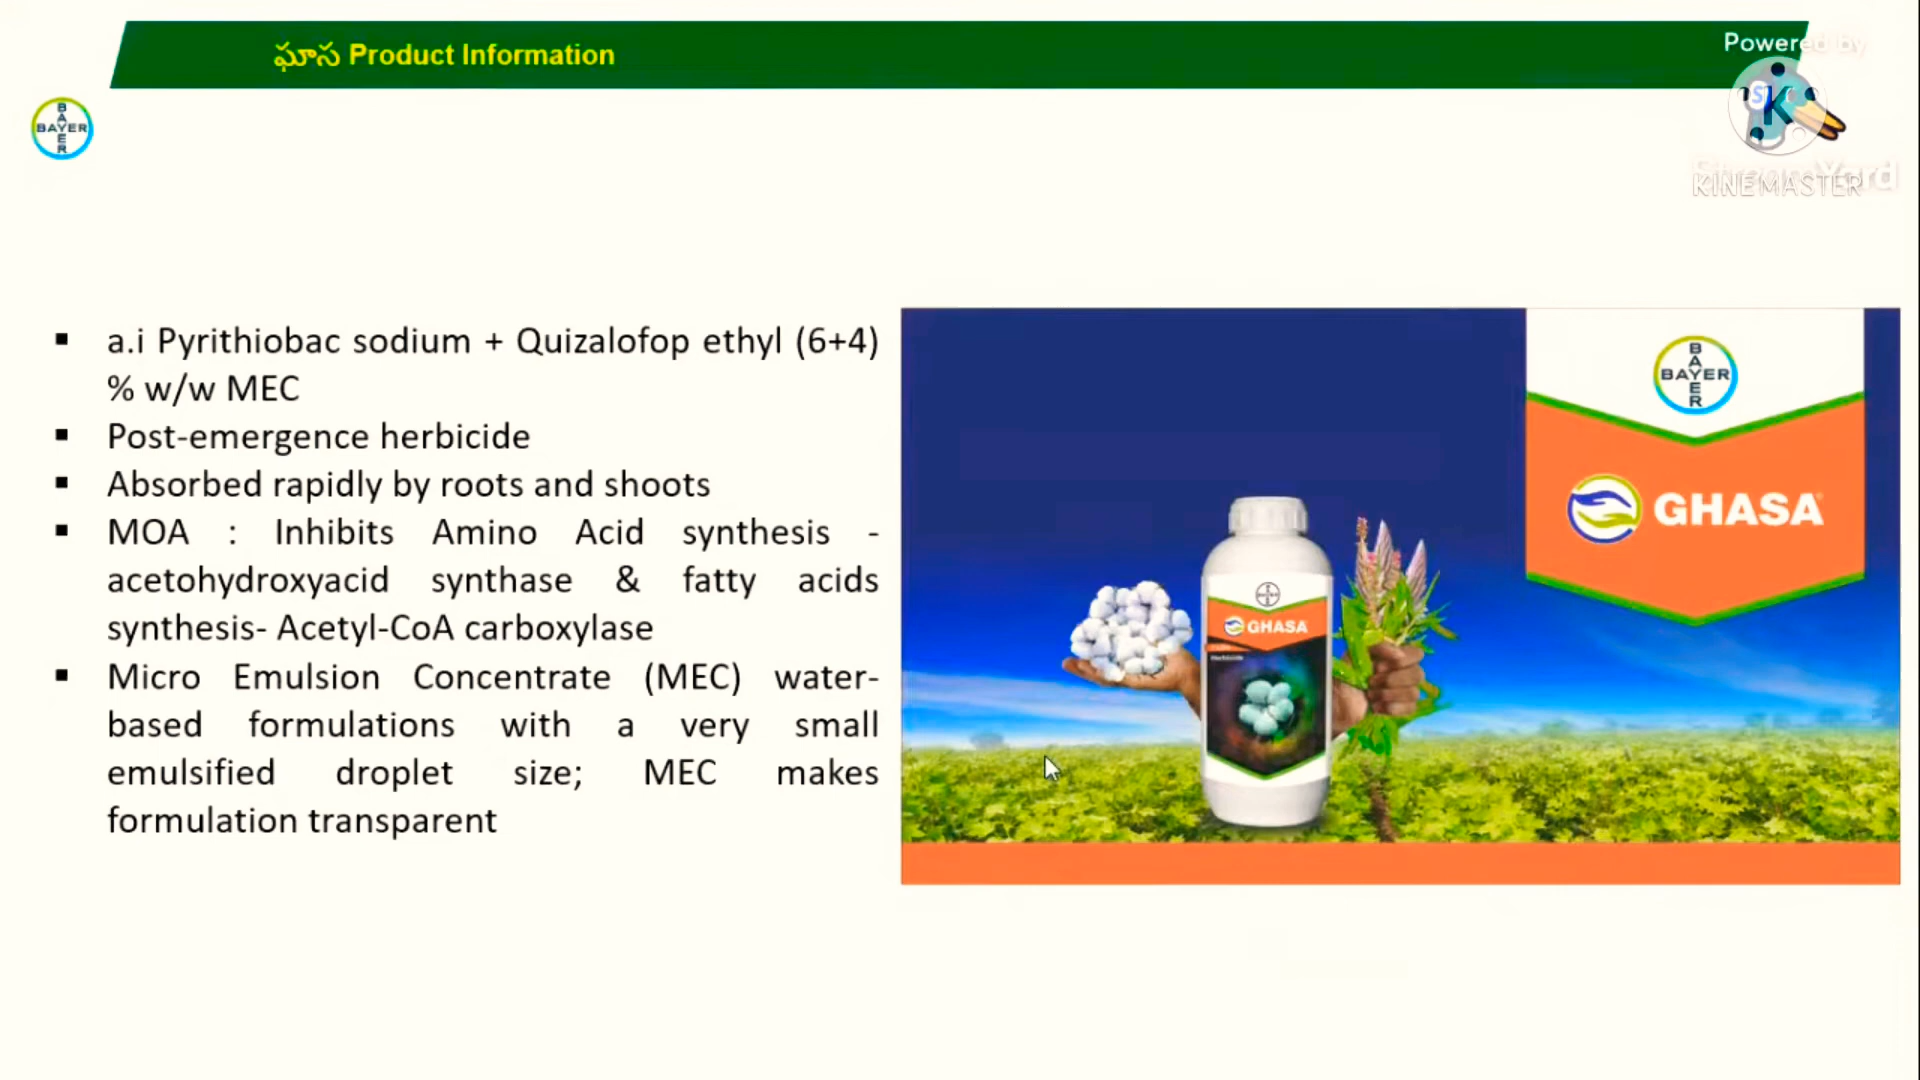 ఘాస Product Information
Powered by
BAYER
BAYER
KINEMASTER
a.i Pyrithiobac sodium + Quizalofop ethyl (6+4)
% w/w MEC
Post-emergence herbicide
Absorbed rapidly by roots and shoots
MOA : Inhibits Amino Acid synthesis -
acetohydroxyacid synthase & fatty acids
synthesis- Acetyl-CoA carboxylase
Micro Emulsion Concentrate (MEC) water-
based formulations with a very small
emulsified droplet size; MEC makes
formulation transparent
BAYER
BAYER
GHASA
GHASA